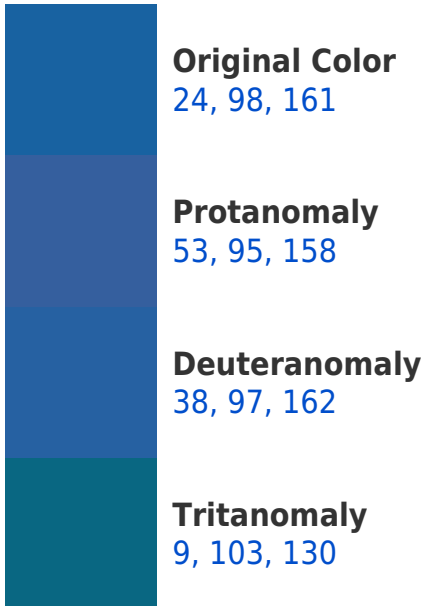 Original Color
24, 98, 161
Protanomaly
53, 95, 158
Deuteranomaly
38, 97, 162
Tritanomaly
9, 103, 130